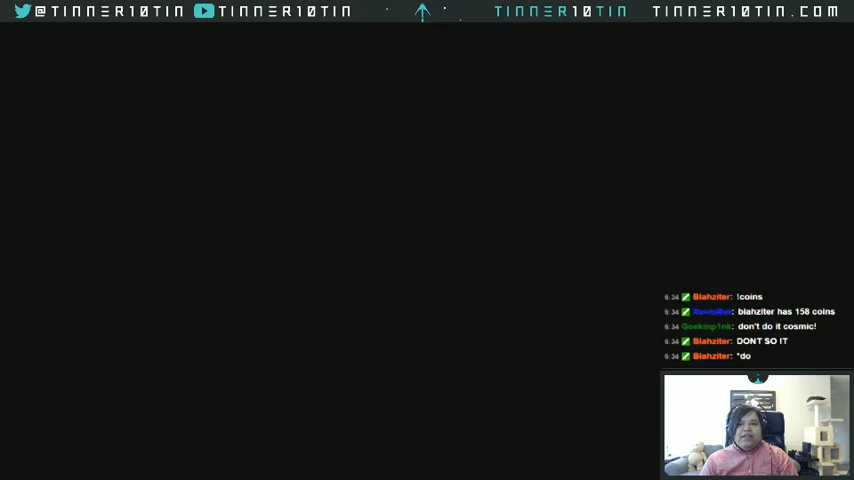 @TINNER10TIN TINNER10TIN TINNER10TIN TINNER10TIN.COM
6:34 Blahziter: !coins
6:34 : blahziter has 158 coins
6:34 Geekinp1nk: don't do it cosmic!
6:34 Blahziter: DONT SO IT
6:34 Blahziter: *do